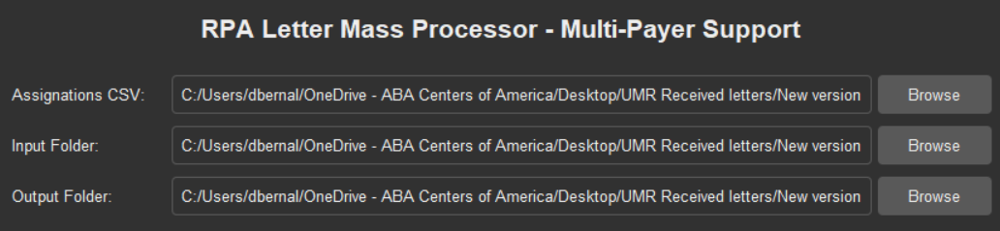 RPA Letter Mass Processor - Multi-Payer Support
Assignations CSV: C:/Users/dbernal/OneDrive - ABA Centers of America/Desktop/UMR Received letters/New version Browse
Input Folder: C:/Users/dbernal/OneDrive - ABA Centers of America/Desktop/UMR Received letters/New version Browse
Output Folder: C:/Users/dbernal/OneDrive - ABA Centers of America/Desktop/UMR Received letters/New version Browse